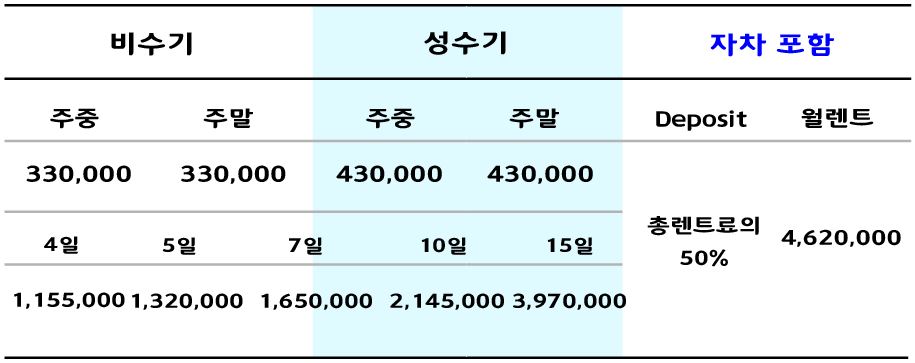 비수기 성수기 자차 포함
주중 주말 주중 주말 Deposit 월렌트
330,000 330,000 430,000 430,000
총렌트료의
50%
4,620,000
4일 5일 7일 10일 15일
1,155,000 1,320,000 1,650,000 2,145,000 3,970,000